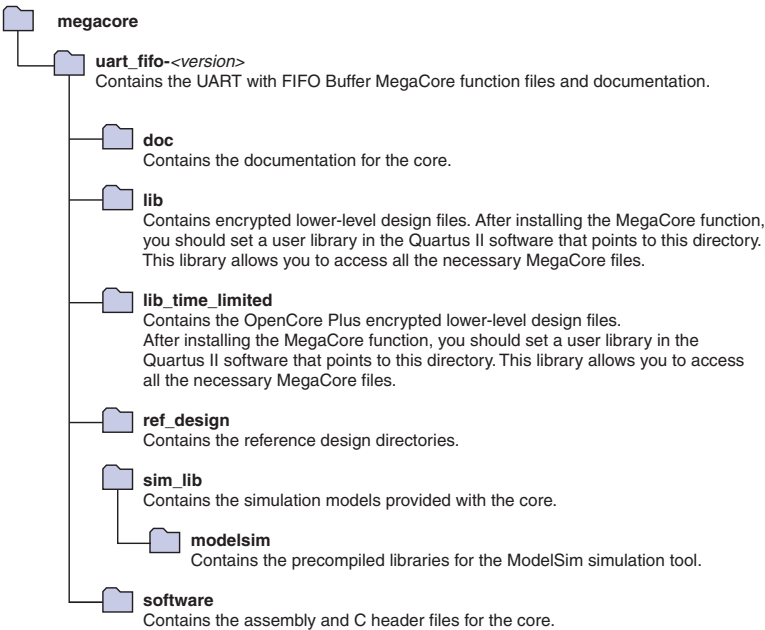 megacore
uart_fifo-<version>
Contains the UART with FIFO Buffer MegaCore function files and documentation.
doc
Contains the documentation for the core.
lib
Contains encrypted lower-level design files. After installing the MegaCore function,
you should set a user library in the Quartus II software that points to this directory.
This library allows you to access all the necessary MegaCore files.
lib_time_limited
Contains the OpenCore Plus encrypted lower-level design files.
After installing the MegaCore function, you should set a user library in the
Quartus II software that points to this directory. This library allows you to access
all the necessary MegaCore files.
ref_design
Contains the reference design directories.
sim_lib
Contains the simulation models provided with the core.
modelsim
Contains the precompiled libraries for the ModelSim simulation tool.
software
Contains the assembly and C header files for the core.